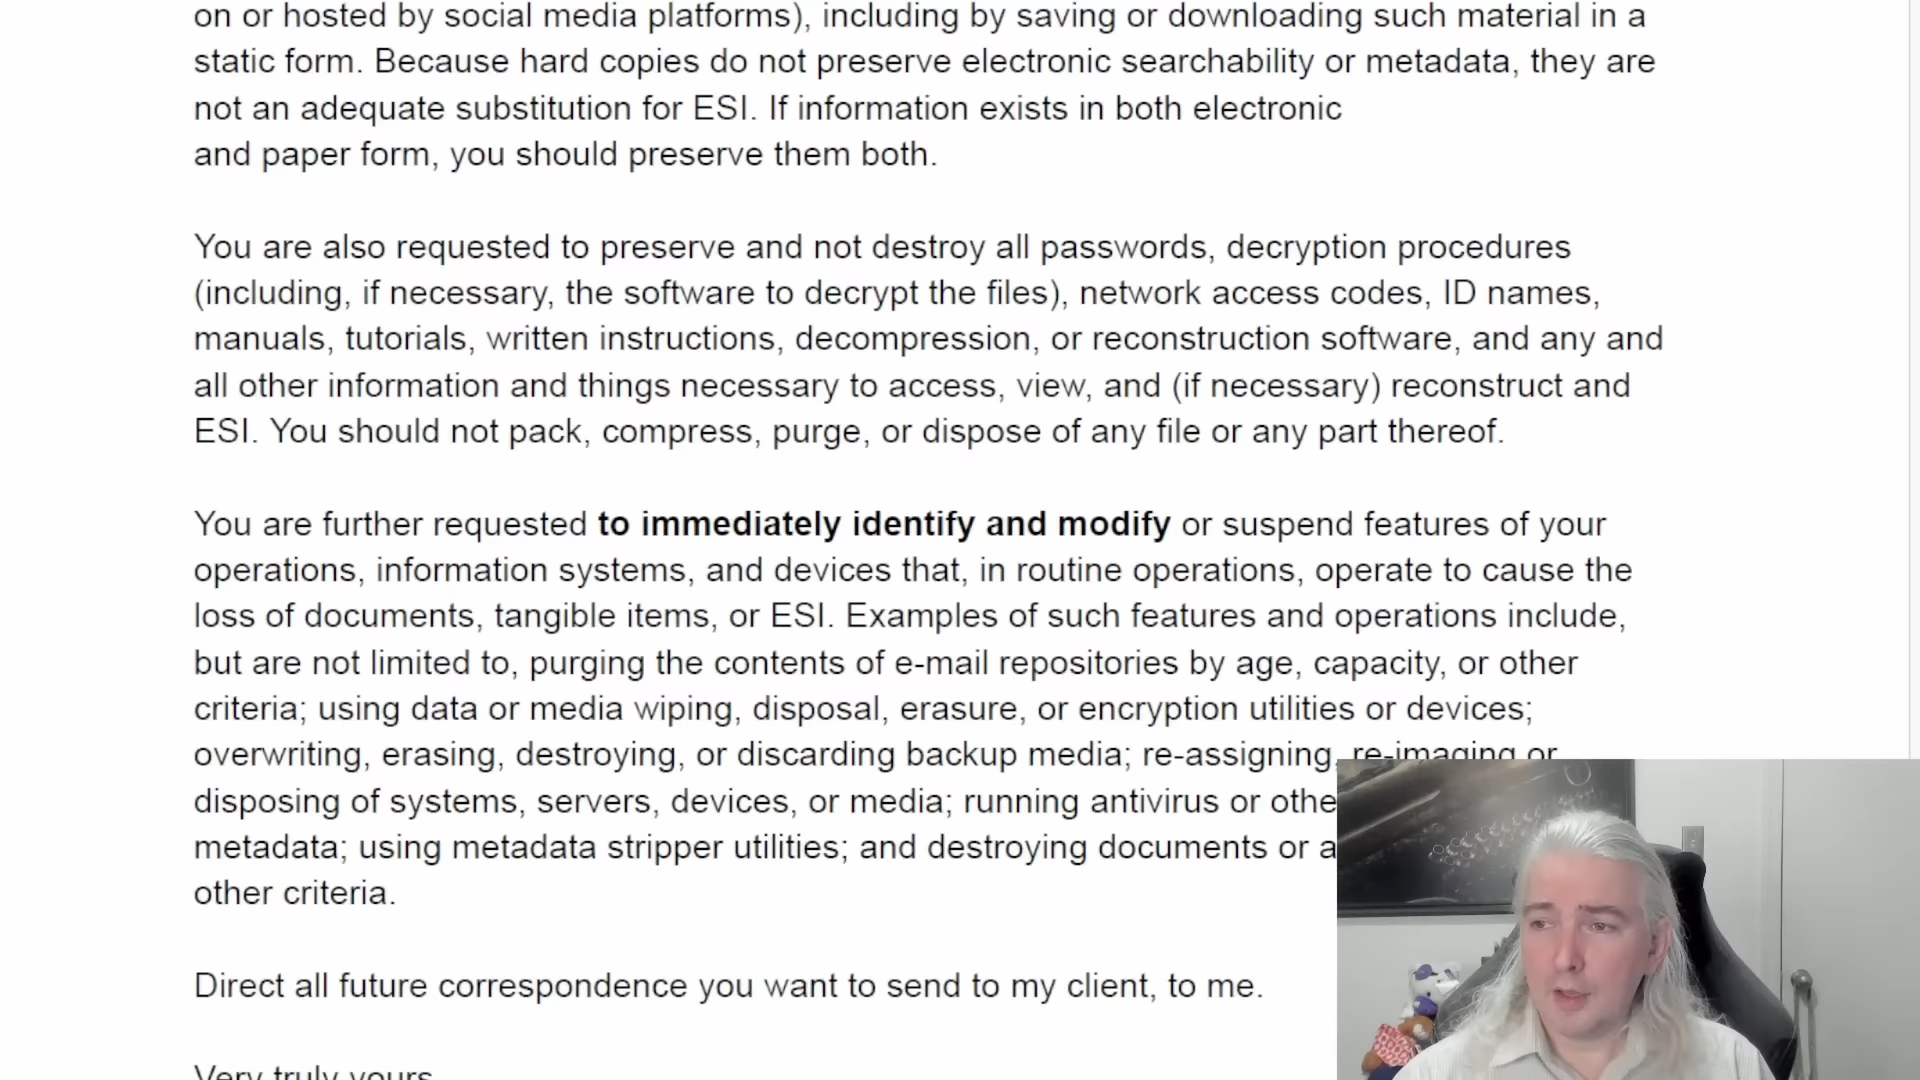 on or hosted by social media platforms), including by saving or downloading such material in a
static form. Because hard copies do not preserve electronic searchability or metadata, they are
not an adequate substitution for ESI. If information exists in both electronic
and paper form, you should preserve them both.
You are also requested to preserve and not destroy all passwords, decryption procedures
(including, if necessary, the software to decrypt the files), network access codes, ID names,
manuals, tutorials, written instructions, decompression, or reconstruction software, and any and
all other information and things necessary to access, view, and (if necessary) reconstruct and
ESI. You should not pack, compress, purge, or dispose of any file or any part thereof.
You are further requested to immediately identify and modify or suspend features of your
operations, information systems, and devices that, in routine operations, operate to cause the
loss of documents, tangible items, or ESI. Examples of such features and operations include,
but are not limited to, purging the contents of e-mail repositories by age, capacity, or other
criteria; using data or media wiping, disposal, erasure, or encryption utilities or devices;
overwriting, erasing, destroying, or discarding backup media; re-assigning, re-imaging or
disposing of systems, servers, devices, or media; running antivirus or othe
metadata; using metadata stripper utilities; and destroying documents or a
other criteria.
Direct all future correspondence you want to send to my client, to me.
Very truly yours